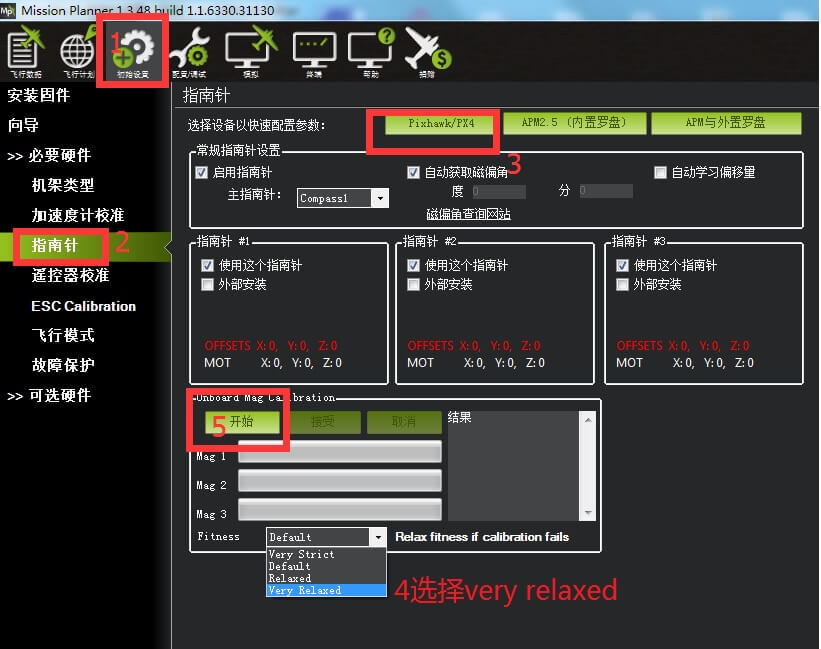 Mp Mission Planner 1.3.48 build 1.1.6330.31130
1
飞行数据 飞行计划 初始设置 配置/调试 模拟 终端 帮助 捐赠
安装固件
向导
>> 必要硬件
机架类型
加速度计校准
指南针 2
遥控器校准
ESC Calibration
飞行模式
故障保护
>> 可选硬件
指南针
选择设备以快速配置参数: Pixhawk/PX4 APM2.5 (内置罗盘) APM与外置罗盘
3
常规指南针设置
启用指南针 自动获取磁偏角 自动学习偏移量
主指南针: Compass1 度 0 分 0
磁偏角查询网站
指南针 #1
使用这个指南针
外部安装
OFFSETS X: 0, Y: 0, Z: 0
MOT X: 0, Y: 0, Z: 0
指南针 #2
使用这个指南针
外部安装
OFFSETS X: 0, Y: 0, Z: 0
MOT X: 0, Y: 0, Z: 0
指南针 #3
使用这个指南针
外部安装
OFFSETS X: 0, Y: 0, Z: 0
MOT X: 0, Y: 0, Z: 0
Onboard Mag Calibration
5 开始 接受 取消 结果
Mag 1
Mag 2
Mag 3
Fitness Default Relax fitness if calibration fails
Very Strict
Default
Relaxed
Very Relaxed
4选择very relaxed